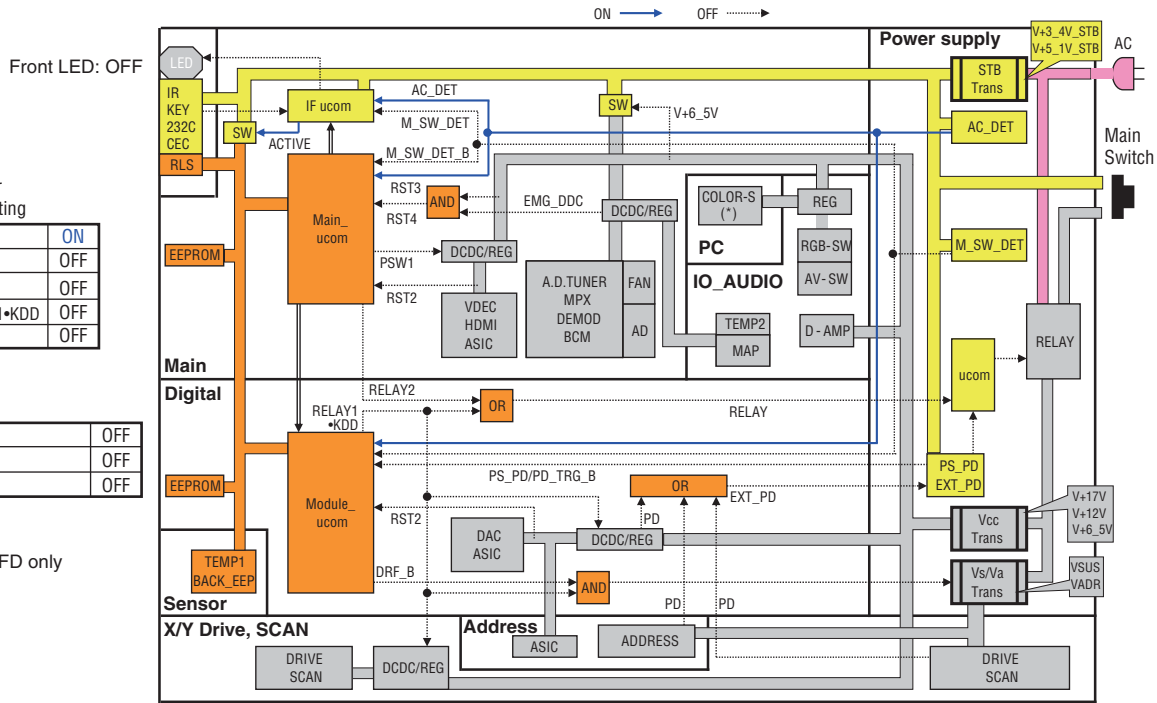 ON
OFF
Front LED: OFF
ting
ON
OFF
OFF
•KDD OFF
OFF
OFF
OFF
OFF
FD only
Power supply
V+3_4V_STB
V+5_1V_STB
AC
STB
Trans
AC_DET
Main
Switch
M_SW_DET
RELAY
ucom
PS_PD
EXT_PD
Vcc
Trans
V+17V
V+12V
V+6_5V
Vs/Va
Trans
VSUS
VADR
LED
IR
KEY
232C
CEC
RLS
SW
IF ucom
ACTIVE
AC_DET
M_SW_DET
M_SW_DET_B
SW
V+6_5V
Main_
ucom
RST3
RST4
AND
EMG_DDC
DCDC/REG
PSW1
DCDC/REG
RST2
EEPROM
VDEC
HDMI
ASIC
A.D.TUNER
MPX
DEMOD
BCM
FAN
AD
COLOR-S
(*)
PC
REG
RGB-SW
AV-SW
IO_AUDIO
TEMP2
MAP
D-AMP
Main
Digital
RELAY2
RELAY1
•KDD
OR
RELAY
Module_
ucom
EEPROM
PS_PD/PD_TRG_B
OR
EXT_PD
RST2
DAC
ASIC
PD
DCDC/REG
TEMP1
BACK_EEP
Sensor
DRF_B
AND
PD
PD
X/Y Drive, SCAN
Address
ASIC
ADDRESS
DRIVE
SCAN
DCDC/REG
DRIVE
SCAN